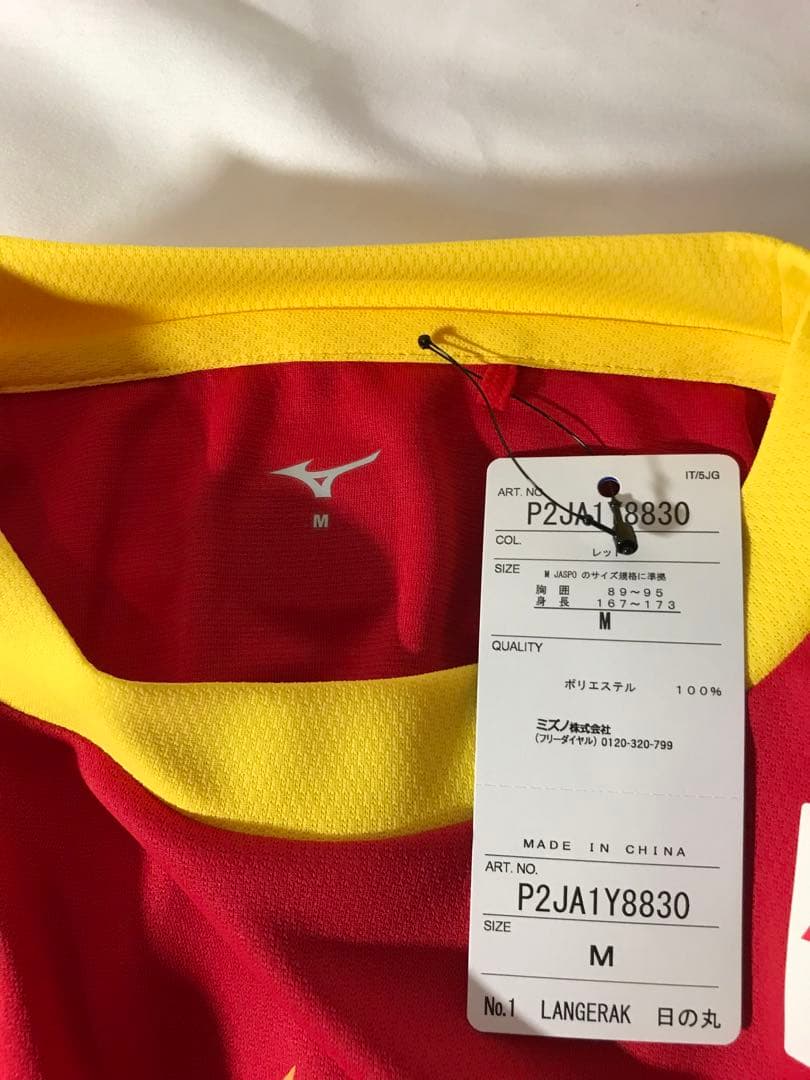 M
IT/5JG
ART. NO.
P2JA1Y8830
COL.
レッド
SIZE
M JASPO のサイズ規格に準拠
胸 囲 89～95
身 長 167～173
M
QUALITY
ポリエステル 100%
ミズノ株式会社
(フリーダイヤル) 0120-320-799
MADE IN CHINA
ART. NO.
P2JA1Y8830
SIZE
M
No.1 LANGERAK 日の丸